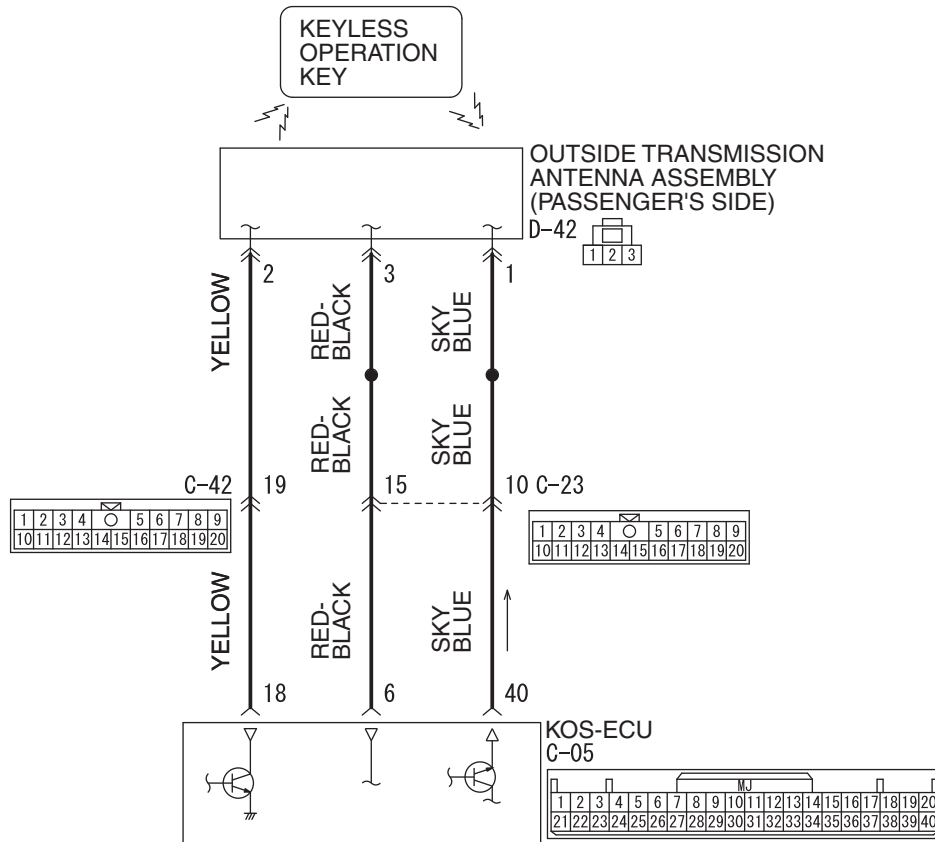 KEYLESS
OPERATION
KEY
OUTSIDE TRANSMISSION
ANTENNA ASSEMBLY
(PASSENGER'S SIDE)
D-42
1 2 3
2 3 1
YELLOW RED-
BLACK SKY
BLUE
RED-
BLACK SKY
BLUE
C-42 19 15 10 C-23
1 2 3 4 5 6 7 8 9
10 11 12 13 14 15 16 17 18 19 20
1 2 3 4 5 6 7 8 9
10 11 12 13 14 15 16 17 18 19 20
YELLOW RED-
BLACK SKY
BLUE
18 6 40
KOS-ECU
C-05
MJ
1 2 3 4 5 6 7 8 9 10 11 12 13 14 15 16 17 18 19 20
21 22 23 24 25 26 27 28 29 30 31 32 33 34 35 36 37 38 39 40